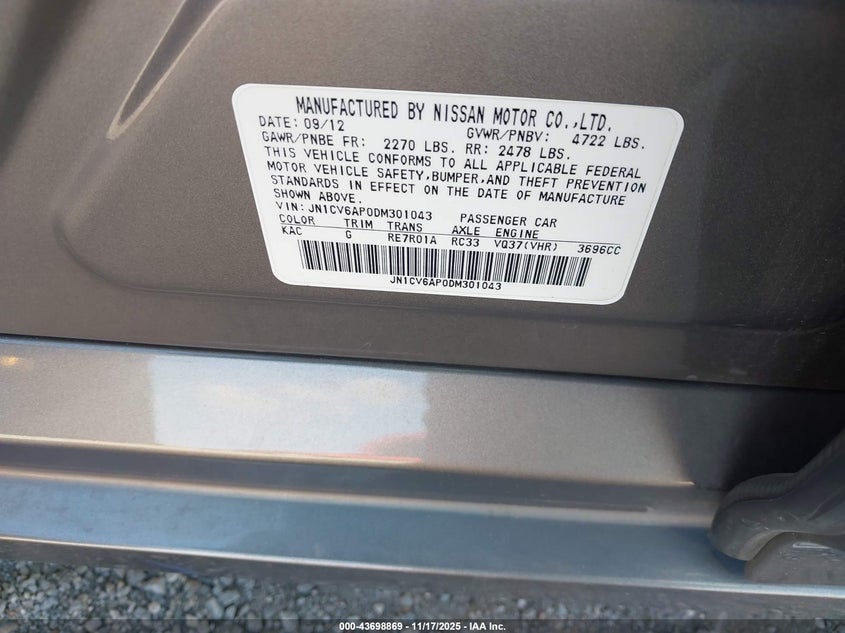 MANUFACTURED BY NISSAN MOTOR CO.,LTD.
DATE: 09/12 GVWR/PNBV: 4722 LBS.
GAWR/PNBE FR: 2270 LBS. RR: 2478 LBS.
THIS VEHICLE CONFORMS TO ALL APPLICABLE FEDERAL
MOTOR VEHICLE SAFETY,BUMPER,AND THEFT PREVENTION
STANDARDS IN EFFECT ON THE DATE OF MANUFACTURE
SHOWN ABOVE.
VIN: JN1CV6AP0DM301043 PASSENGER CAR
COLOR TRIM TRANS AXLE ENGINE
KAC G RE7R01A RC33 VQ37(VHR) 3696CC
JN1CV6AP0DM301043
000-43698869 - 11/17/2025 - IAA Inc.